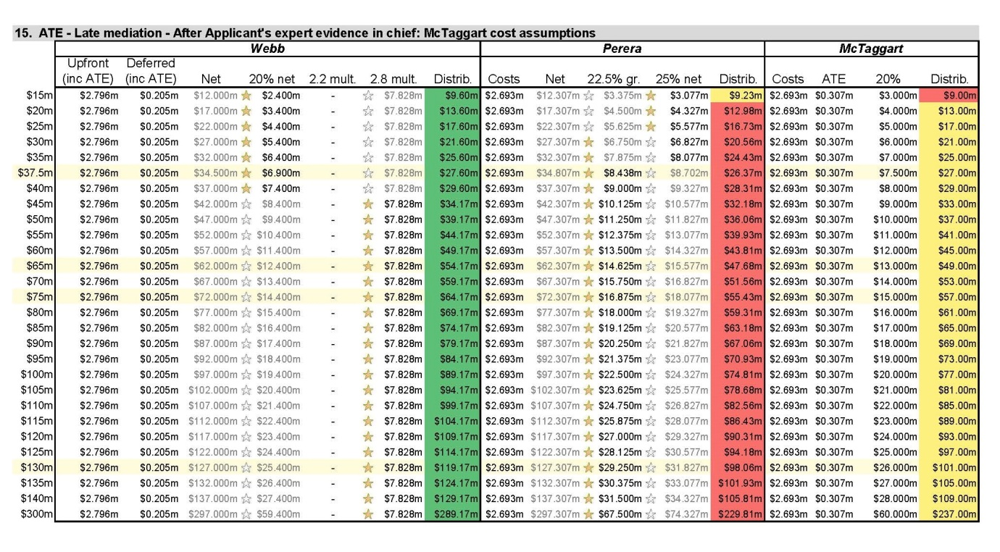 15. ATE - Late mediation - After Applicant's expert evidence in chief: McTaggart cost assumptions
Webb Perera McTaggart
Upfront Deferred
(inc ATE) (inc ATE) Net 20% net 2.2 mult. 2.8 mult. Distrib. Costs Net 22.5% gr. 25% net Distrib. Costs ATE 20% Distrib.
$15m $2.796m $0.205m $12.000m $2.400m - $7.828m $9.60m $2.693m $12.307m $3.375m $3.077m $9.23m $2.693m $0.307m $3.000m $9.00m
$20m $2.796m $0.205m $17.000m $3.400m - $7.828m $13.60m $2.693m $17.307m $4.500m $4.327m $12.98m $2.693m $0.307m $4.000m $13.00m
$25m $2.796m $0.205m $22.000m $4.400m - $7.828m $17.60m $2.693m $22.307m $5.625m $5.577m $16.73m $2.693m $0.307m $5.000m $17.00m
$30m $2.796m $0.205m $27.000m $5.400m - $7.828m $21.60m $2.693m $27.307m $6.750m $6.827m $20.56m $2.693m $0.307m $6.000m $21.00m
$35m $2.796m $0.205m $32.000m $6.400m - $7.828m $25.60m $2.693m $32.307m $7.875m $8.077m $24.43m $2.693m $0.307m $7.000m $25.00m
$37.5m $2.796m $0.205m $34.500m $6.900m - $7.828m $27.60m $2.693m $34.807m $8.438m $8.702m $26.37m $2.693m $0.307m $7.500m $27.00m
$40m $2.796m $0.205m $37.000m $7.400m - $7.828m $29.60m $2.693m $37.307m $9.000m $9.327m $28.31m $2.693m $0.307m $8.000m $29.00m
$45m $2.796m $0.205m $42.000m $8.400m - $7.828m $34.17m $2.693m $42.307m $10.125m $10.577m $32.18m $2.693m $0.307m $9.000m $33.00m
$50m $2.796m $0.205m $47.000m $9.400m - $7.828m $39.17m $2.693m $47.307m $11.250m $11.827m $36.06m $2.693m $0.307m $10.000m $37.00m
$55m $2.796m $0.205m $52.000m $10.400m - $7.828m $44.17m $2.693m $52.307m $12.375m $13.077m $39.93m $2.693m $0.307m $11.000m $41.00m
$60m $2.796m $0.205m $57.000m $11.400m - $7.828m $49.17m $2.693m $57.307m $13.500m $14.327m $43.81m $2.693m $0.307m $12.000m $45.00m
$65m $2.796m $0.205m $62.000m $12.400m - $7.828m $54.17m $2.693m $62.307m $14.625m $15.577m $47.68m $2.693m $0.307m $13.000m $49.00m
$70m $2.796m $0.205m $67.000m $13.400m - $7.828m $59.17m $2.693m $67.307m $15.750m $16.827m $51.56m $2.693m $0.307m $14.000m $53.00m
$75m $2.796m $0.205m $72.000m $14.400m - $7.828m $64.17m $2.693m $72.307m $16.875m $18.077m $55.43m $2.693m $0.307m $15.000m $57.00m
$80m $2.796m $0.205m $77.000m $15.400m - $7.828m $69.17m $2.693m $77.307m $18.000m $19.327m $59.31m $2.693m $0.307m $16.000m $61.00m
$85m $2.796m $0.205m $82.000m $16.400m - $7.828m $74.17m $2.693m $82.307m $19.125m $20.577m $63.18m $2.693m $0.307m $17.000m $65.00m
$90m $2.796m $0.205m $87.000m $17.400m - $7.828m $79.17m $2.693m $87.307m $20.250m $21.827m $67.06m $2.693m $0.307m $18.000m $69.00m
$95m $2.796m $0.205m $92.000m $18.400m - $7.828m $84.17m $2.693m $92.307m $21.375m $23.077m $70.93m $2.693m $0.307m $19.000m $73.00m
$100m $2.796m $0.205m $97.000m $19.400m - $7.828m $89.17m $2.693m $97.307m $22.500m $24.327m $74.81m $2.693m $0.307m $20.000m $77.00m
$105m $2.796m $0.205m $102.000m $20.400m - $7.828m $94.17m $2.693m $102.307m $23.625m $25.577m $78.68m $2.693m $0.307m $21.000m $81.00m
$110m $2.796m $0.205m $107.000m $21.400m - $7.828m $99.17m $2.693m $107.307m $24.750m $26.827m $82.56m $2.693m $0.307m $22.000m $85.00m
$115m $2.796m $0.205m $112.000m $22.400m - $7.828m $104.17m $2.693m $112.307m $25.875m $28.077m $86.43m $2.693m $0.307m $23.000m $89.00m
$120m $2.796m $0.205m $117.000m $23.400m - $7.828m $109.17m $2.693m $117.307m $27.000m $29.327m $90.31m $2.693m $0.307m $24.000m $93.00m
$125m $2.796m $0.205m $122.000m $24.400m - $7.828m $114.17m $2.693m $122.307m $28.125m $30.577m $94.18m $2.693m $0.307m $25.000m $97.00m
$130m $2.796m $0.205m $127.000m $25.400m - $7.828m $119.17m $2.693m $127.307m $29.250m $31.827m $98.06m $2.693m $0.307m $26.000m $101.00m
$135m $2.796m $0.205m $132.000m $26.400m - $7.828m $124.17m $2.693m $132.307m $30.375m $33.077m $101.93m $2.693m $0.307m $27.000m $105.00m
$140m $2.796m $0.205m $137.000m $27.400m - $7.828m $129.17m $2.693m $137.307m $31.500m $34.327m $105.81m $2.693m $0.307m $28.000m $109.00m
$300m $2.796m $0.205m $297.000m $59.400m - $7.828m $289.17m $2.693m $297.307m $67.500m $74.327m $229.81m $2.693m $0.307m $60.000m $237.00m